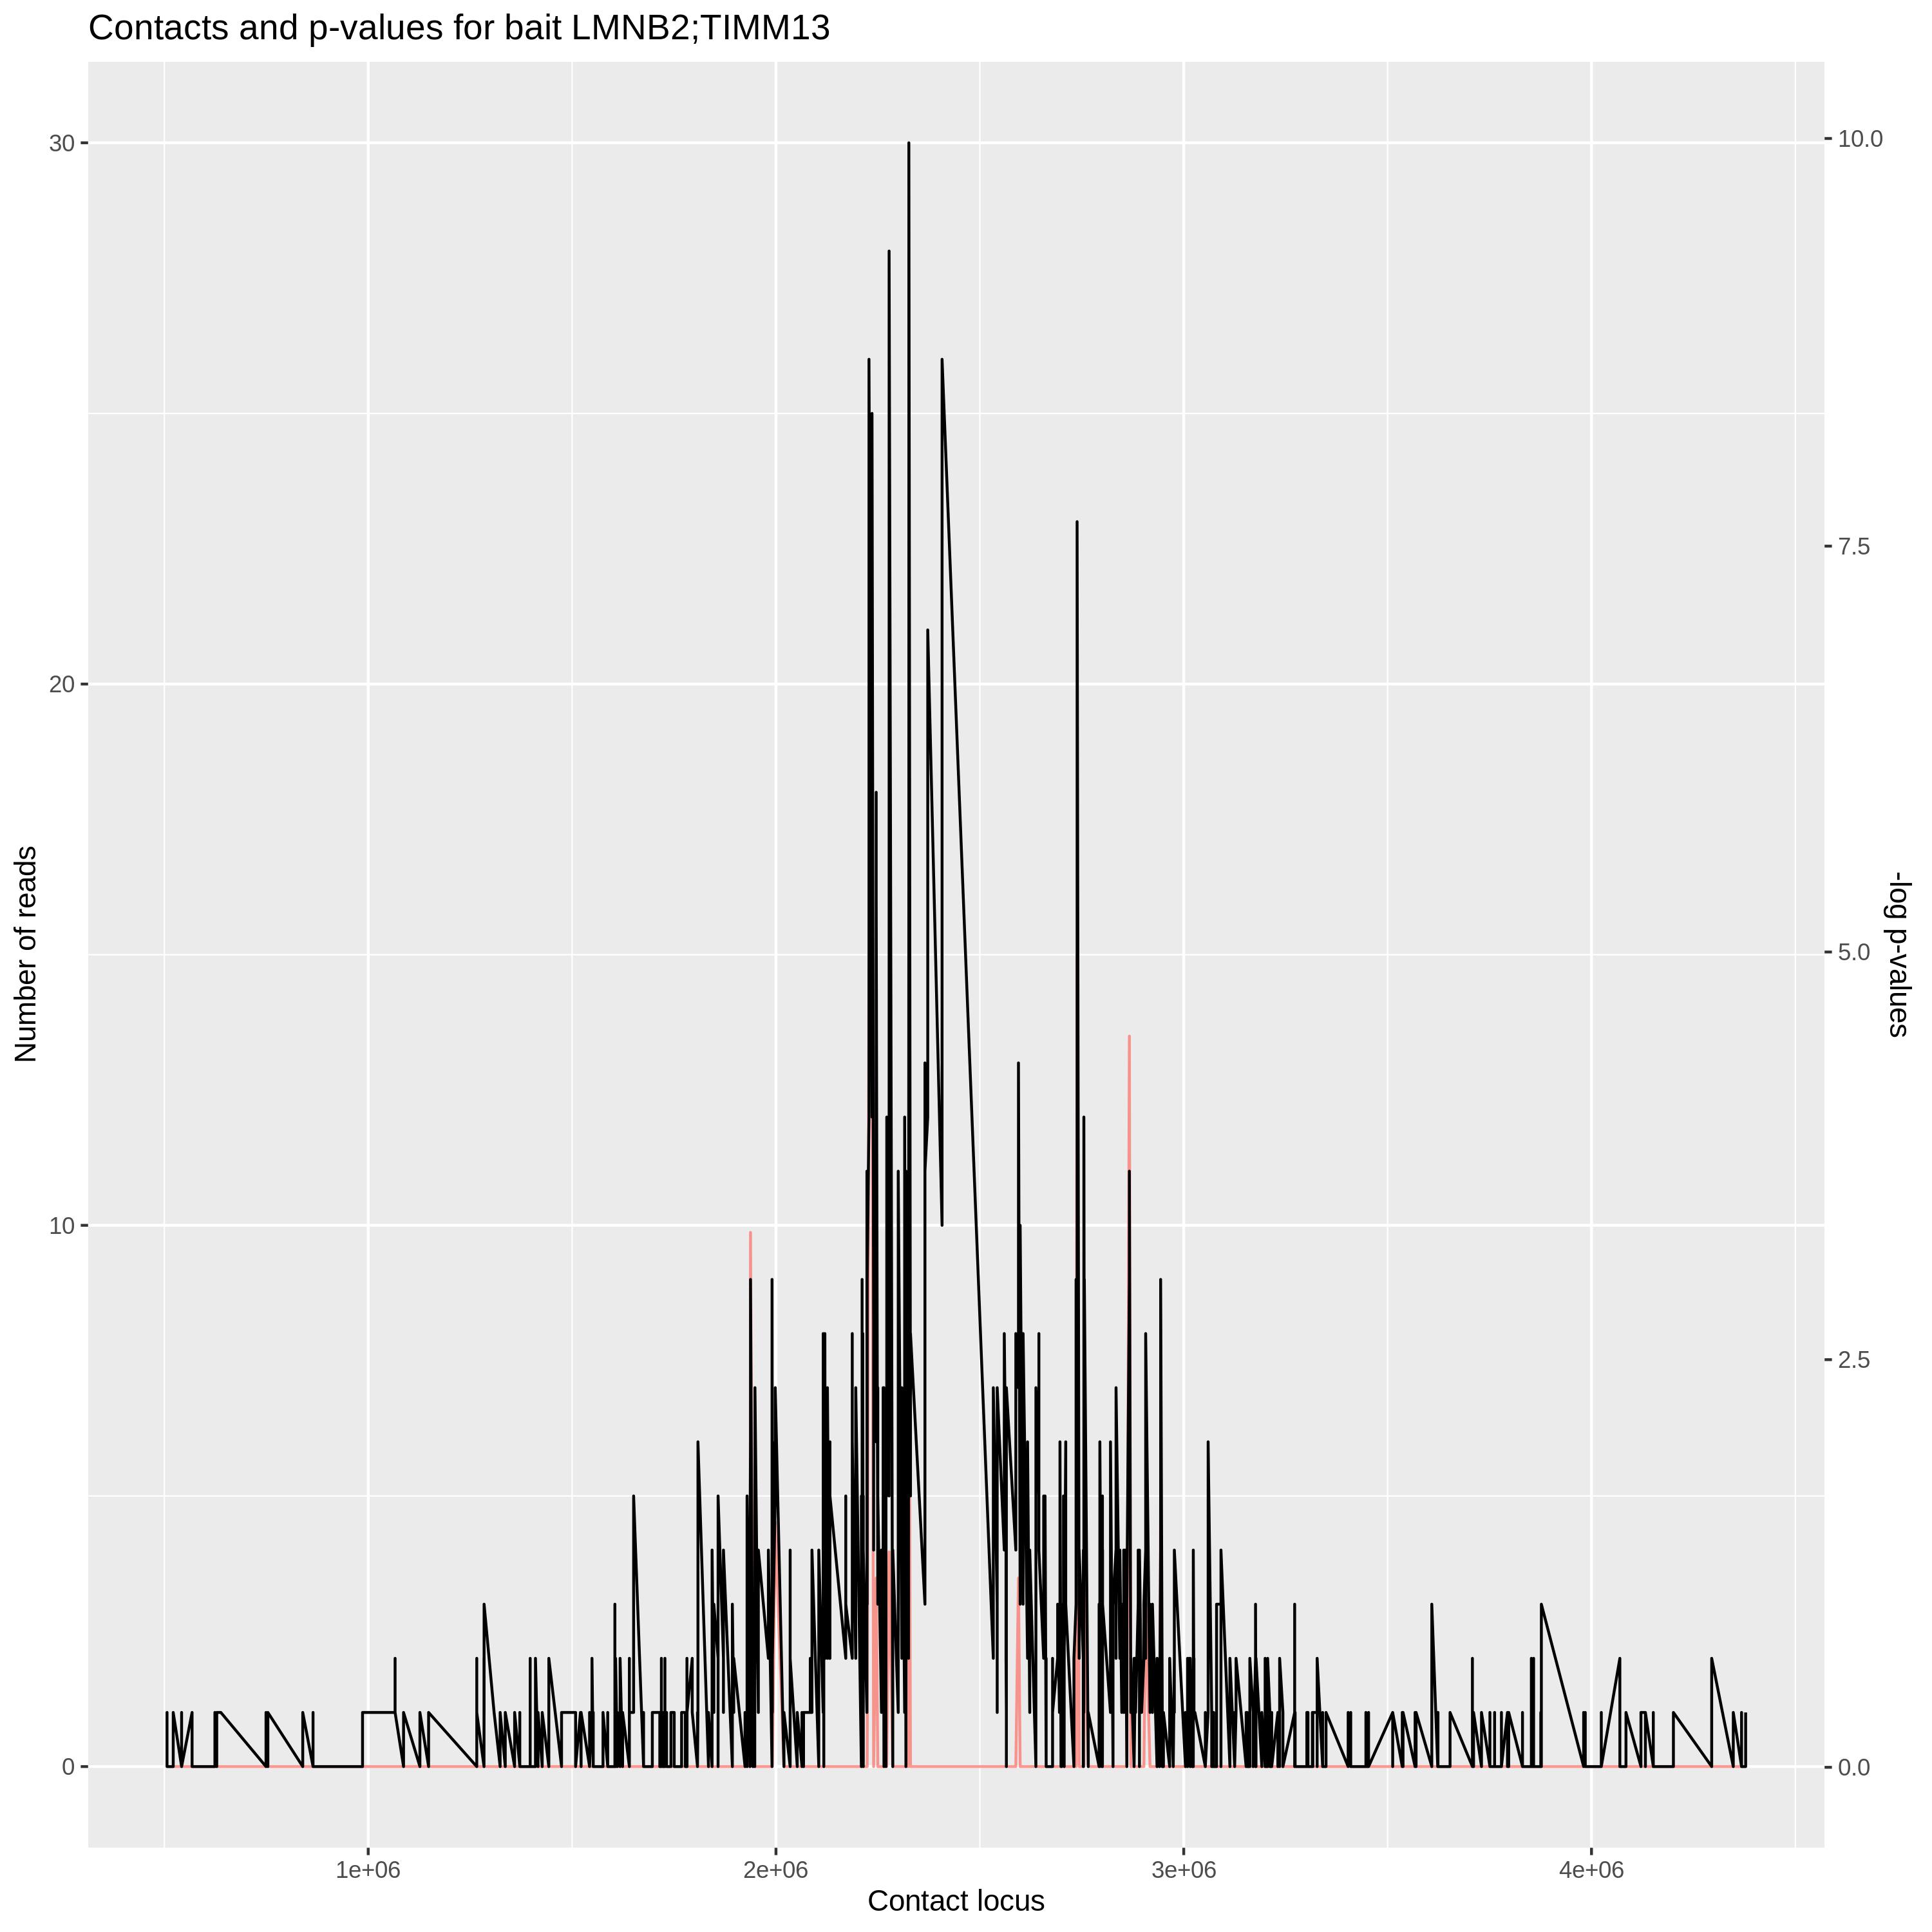 Contacts and p-values for bait LMNB2;TIMM13
30
20
10
0
Number of reads
10.0
7.5
5.0
2.5
0.0
-log p-values
1e+06
2e+06
3e+06
4e+06
Contact locus